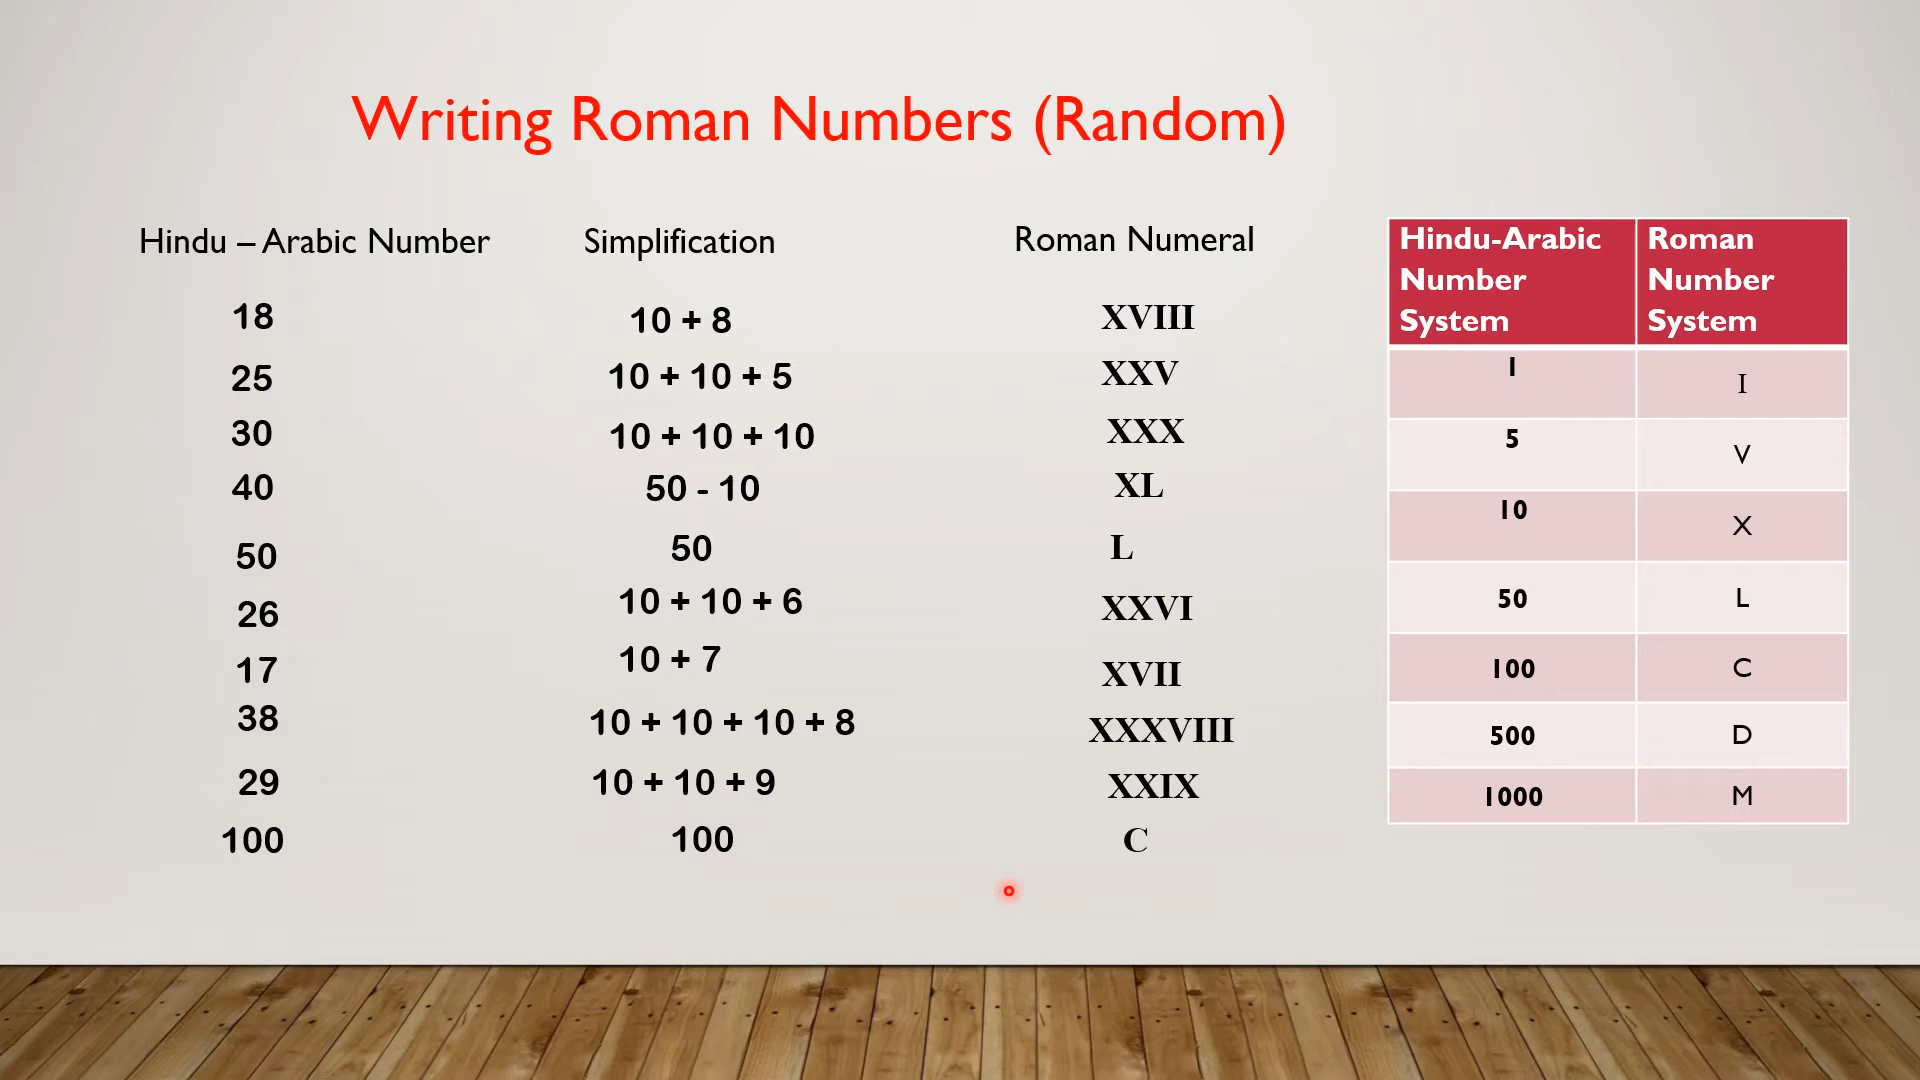 Writing Roman Numbers (Random)
Hindu – Arabic Number Simplification Roman Numeral
18 10 + 8 XVIII
25 10 + 10 + 5 XXV
30 10 + 10 + 10 XXX
40 50 - 10 XL
50 50 L
26 10 + 10 + 6 XXVI
17 10 + 7 XVII
38 10 + 10 + 10 + 8 XXXVIII
29 10 + 10 + 9 XXIX
100 100 C
Hindu-Arabic Number System Roman Number System
1 I
5 V
10 X
50 L
100 C
500 D
1000 M